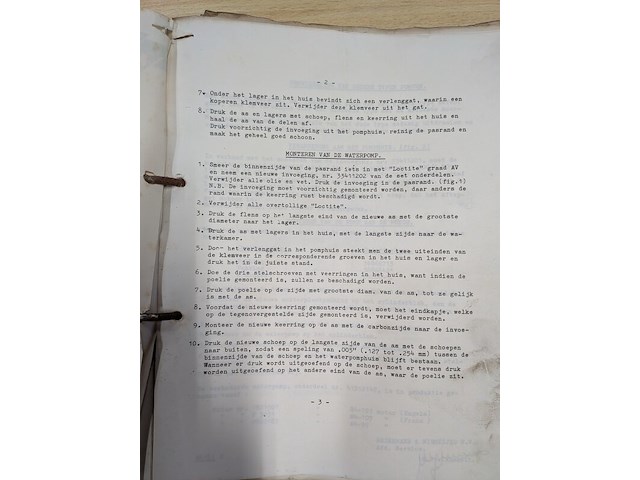 - 2 -
7. Onder het lager in het huis bevindt zich een verlenggat, waarin een
koperen klemveer zit. Verwijder deze klemveer uit het gat.
8. Druk de as en lagers met schoep, flens en keerring uit het huis en
haal de as van de delen af.
Druk voorzichtig de invoeging uit het pomphuis, reinig de pasrand en
maak het geheel goed schoon.
MONTEREN VAN DE WATERPOMP.
1. Smeer de binnenzijde van de pasrand iets in met "Loctite" graad AV
en neem een nieuwe invoeging, nr. 33411202 van de set onderdelen.
Verwijder alle olie en vet. Druk de invoeging in de pasrand. (fig.3)
N.B. De invoeging moet voorzichtig gemonteerd worden, daar anders de
rand waarin de keerring rust beschadigd wordt.
2. Verwijder alle overtollige "Loctite".
3. Druk de flens op het langste eind van de nieuwe as met de grootste
diameter naar het lager.
4. Druk de as met lagers in het huis, met de langste zijde naar de wa-
terkamer.
5. Door het verlenggat in het pomphuis steekt men de twee uiteinden van
de klemveer in de corresponderende groeven in het huis en lager en
druk het in de juiste stand.
6. Doe de drie stelschroeven met veerringen in het huis, want indien de
poelie gemonteerd is, zullen ze beschadigd worden.
7. Druk de poelie op de zijde met grootste diam. van de as, tot ze gelijk
is met de as.
8. Voordat de nieuwe keerring gemonteerd wordt, moet het eindkapje, welke
op de tegenovergestelde zijde gemonteerd is, verwijderd worden.
9. Monteer de nieuwe keerring op de as met de carbonzijde naar de invoe-
ging.
10. Druk de nieuwe schoep op de langste zijde van de as met de schoepen
naar buiten, zodat een speling van .005" (.127 tot .254 mm) tussen de
binnenzijde van de schoep en het waterpomphuis blijft bestaan.
Wanneer er druk wordt uitgeoefend op de schoep, moet er tevens druk
worden uitgeoefend op het andere eind van de as, waar de poelie zit.
- 3 -